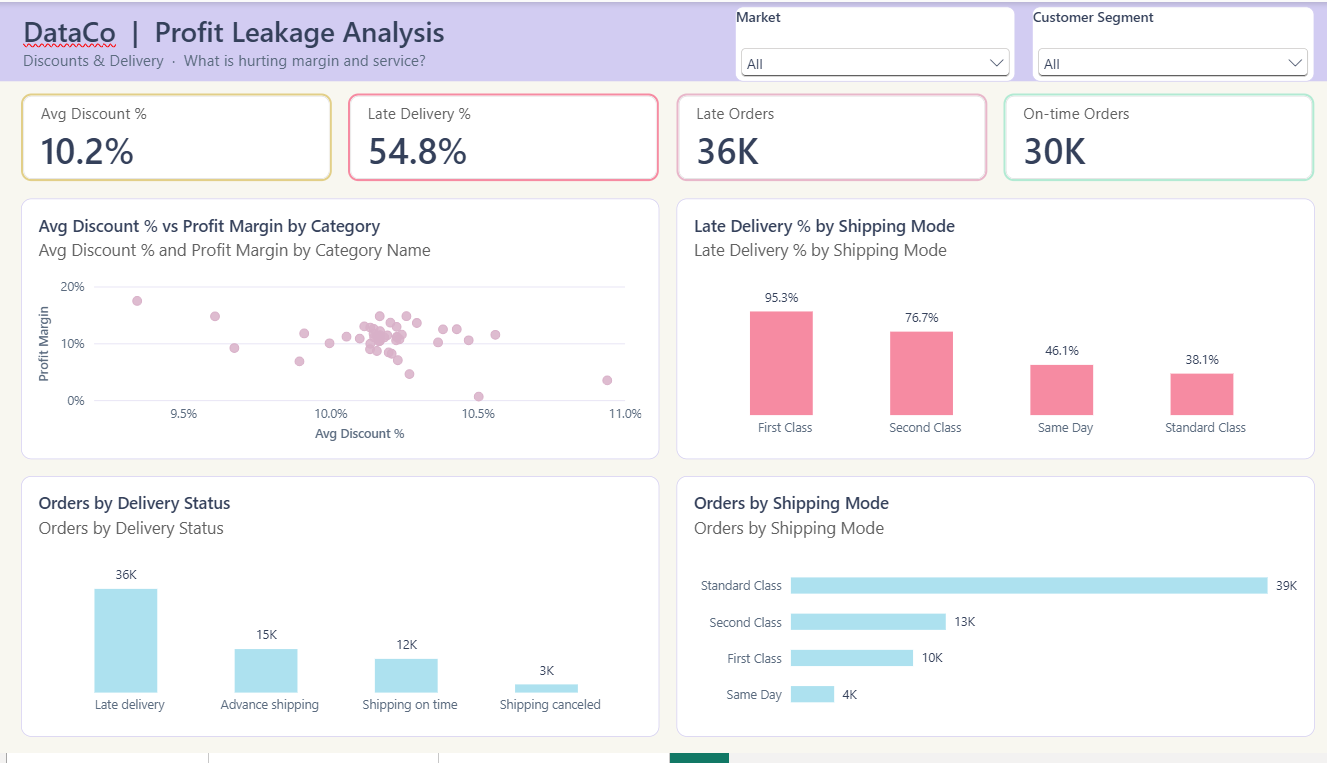 DataCo | Profit Leakage Analysis
Discounts & Delivery · What is hurting margin and service?
Market
All
Customer Segment
All
Avg Discount %
10.2%
Late Delivery %
54.8%
Late Orders
36K
On-time Orders
30K
Avg Discount % vs Profit Margin by Category
Avg Discount % and Profit Margin by Category Name
Profit Margin
20%
10%
0%
9.5%
10.0%
10.5%
11.0%
Avg Discount %
Late Delivery % by Shipping Mode
Late Delivery % by Shipping Mode
95.3%
76.7%
46.1%
38.1%
First Class
Second Class
Same Day
Standard Class
Orders by Delivery Status
Orders by Delivery Status
36K
15K
12K
3K
Late delivery
Advance shipping
Shipping on time
Shipping canceled
Orders by Shipping Mode
Orders by Shipping Mode
Standard Class 39K
Second Class 13K
First Class 10K
Same Day 4K